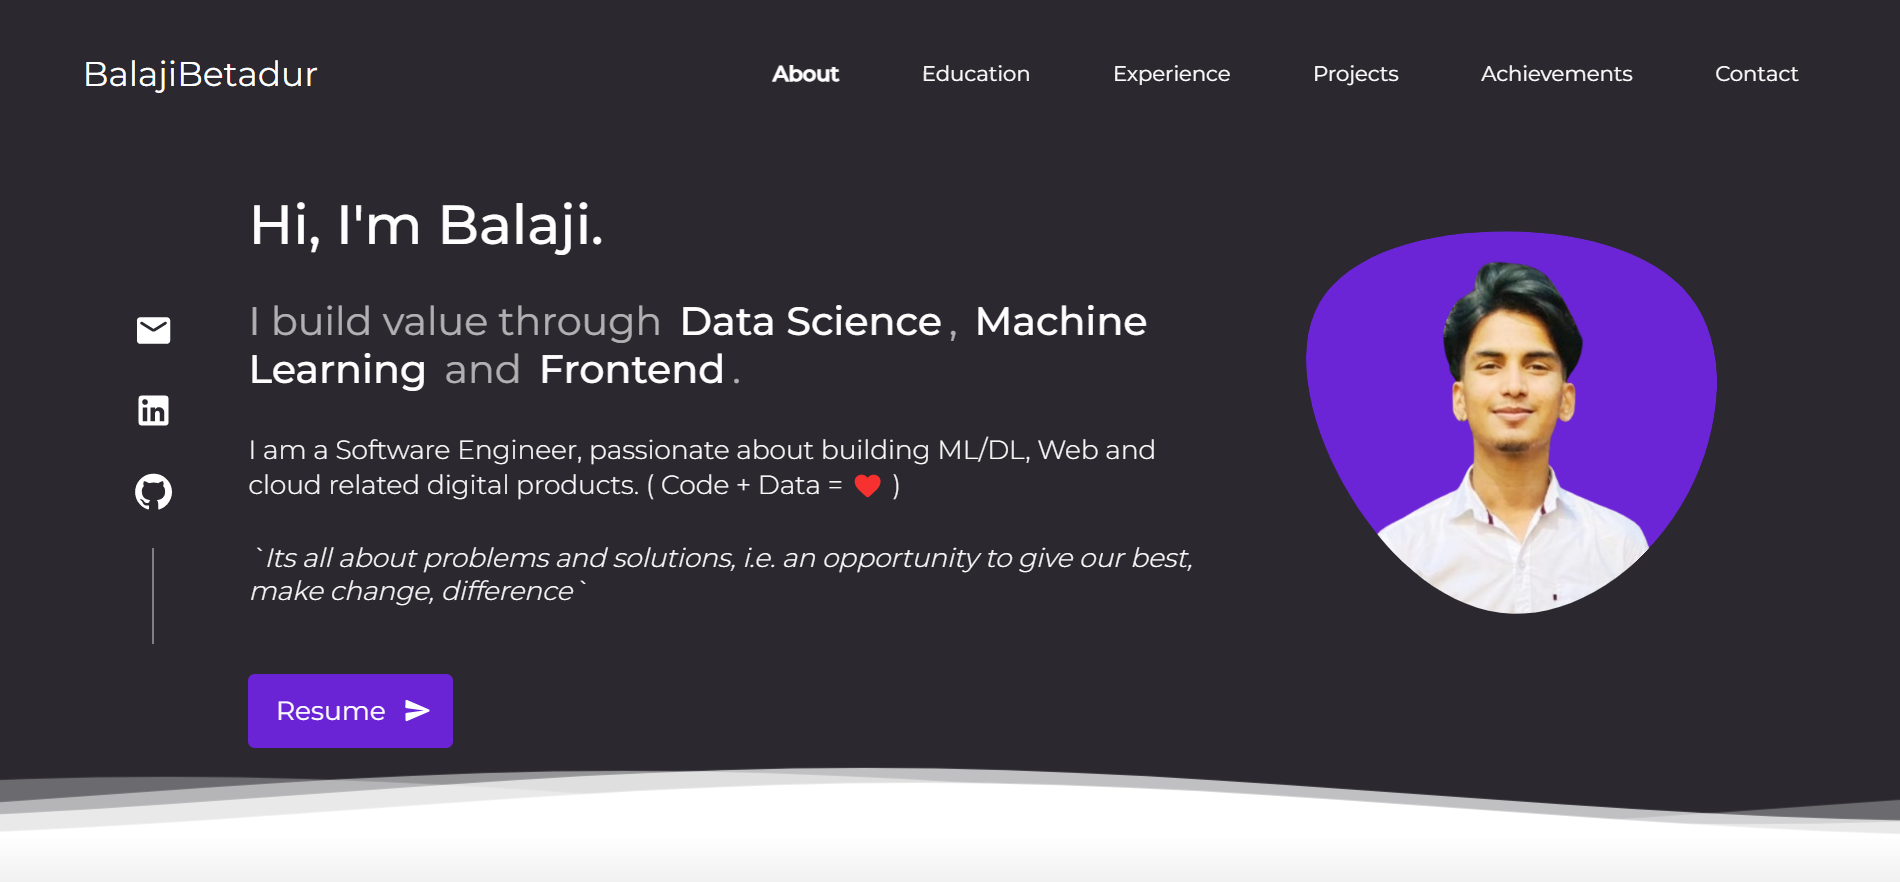 BalajiBetadur
About Education Experience Projects Achievements Contact
Hi, I'm Balaji.
I build value through Data Science, Machine
Learning and Frontend.
I am a Software Engineer, passionate about building ML/DL, Web and
cloud related digital products. ( Code + Data = ❤ )
`Its all about problems and solutions, i.e. an opportunity to give our best,
make change, difference`
Resume